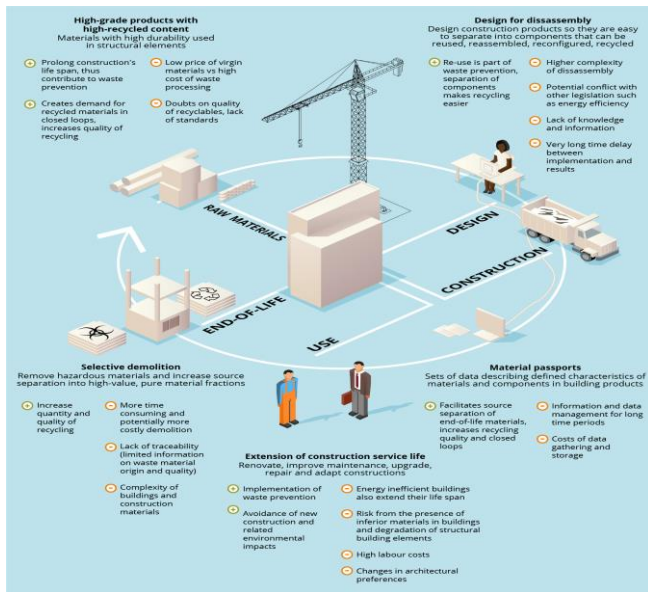 High-grade products with
high-recycled content
Materials with high durability used
in structural elements
Prolong construction's
life span, thus
contribute to waste
prevention
Creates demand for
recycled materials in
closed loops,
increases quality of
recycling
Low price of virgin
materials vs high
cost of waste
processing
Doubts on quality
of recyclables, lack
of standards
Design for disassembly
Design construction products so they are easy
to separate into components that can be
reused, reassembled, reconfigured, recycled
Re-use is part of
waste prevention,
separation of
components
makes recycling
easier
Higher complexity
of disassembly
Potential conflict with
other legislation such
as energy efficiency
Lack of knowledge
and information
Very long time delay
between
implementation and
results
RAW MATERIALS
DESIGN
CONSTRUCTION
END-OF-LIFE
USE
Selective demolition
Remove hazardous materials and increase source
separation into high-value, pure material fractions
Increase
quantity and
quality of
recycling
More time
consuming and
potentially more
costly demolition
Lack of traceability
(limited information
on waste material
origin and quality)
Complexity of
buildings and
construction
materials
Material passports
Sets of data describing defined characteristics of
materials and components in building products
Facilitates source
separation of
end-of-life materials,
increases recycling
quality and closed
loops
Information and data
management for long
time periods
Costs of data
gathering and
storage
Extension of construction service life
Renovate, improve maintenance, upgrade,
repair and adapt constructions
Implementation of
waste prevention
Avoidance of new
construction and
related
environmental
impacts
Energy inefficient buildings
also extend their life span
Risk from the presence of
inferior materials in buildings
and degradation of structural
building elements
High labour costs
Changes in architectural
preferences